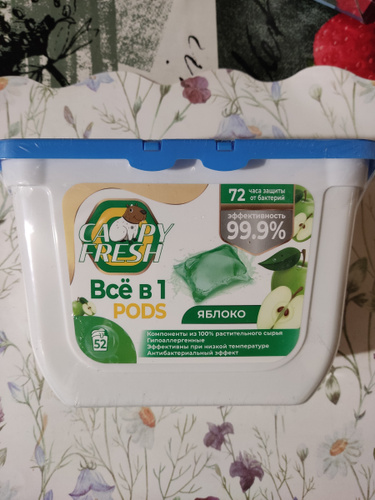 CAPY
FRESH
72 часа защиты
от бактерий
эффективность
99.9%
Всё в 1
PODS
ЯБЛОКО
52
Компоненты из 100% растительного сырья
Гипоаллергенные
Эффективны при низкой температуре
Антибактериальный эффект